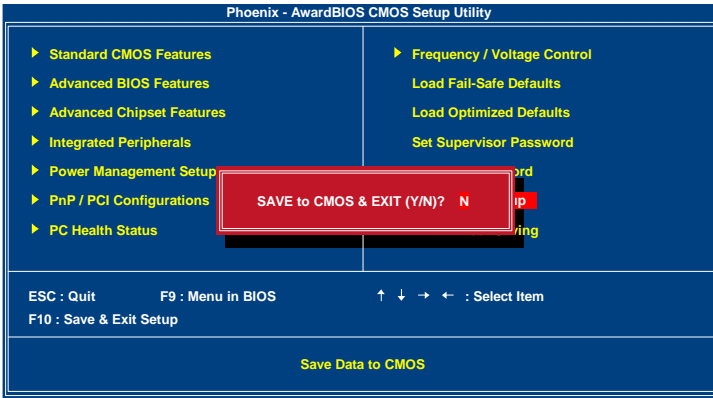 Phoenix - AwardBIOS CMOS Setup Utility
Standard CMOS Features
Advanced BIOS Features
Advanced Chipset Features
Integrated Peripherals
Power Management Setup
PnP / PCI Configurations
PC Health Status
Frequency / Voltage Control
Load Fail-Safe Defaults
Load Optimized Defaults
Set Supervisor Password
SAVE to CMOS & EXIT (Y/N)? N
ESC : Quit
F9 : Menu in BIOS
↑ ↓ → ← : Select Item
F10 : Save & Exit Setup
Save Data to CMOS